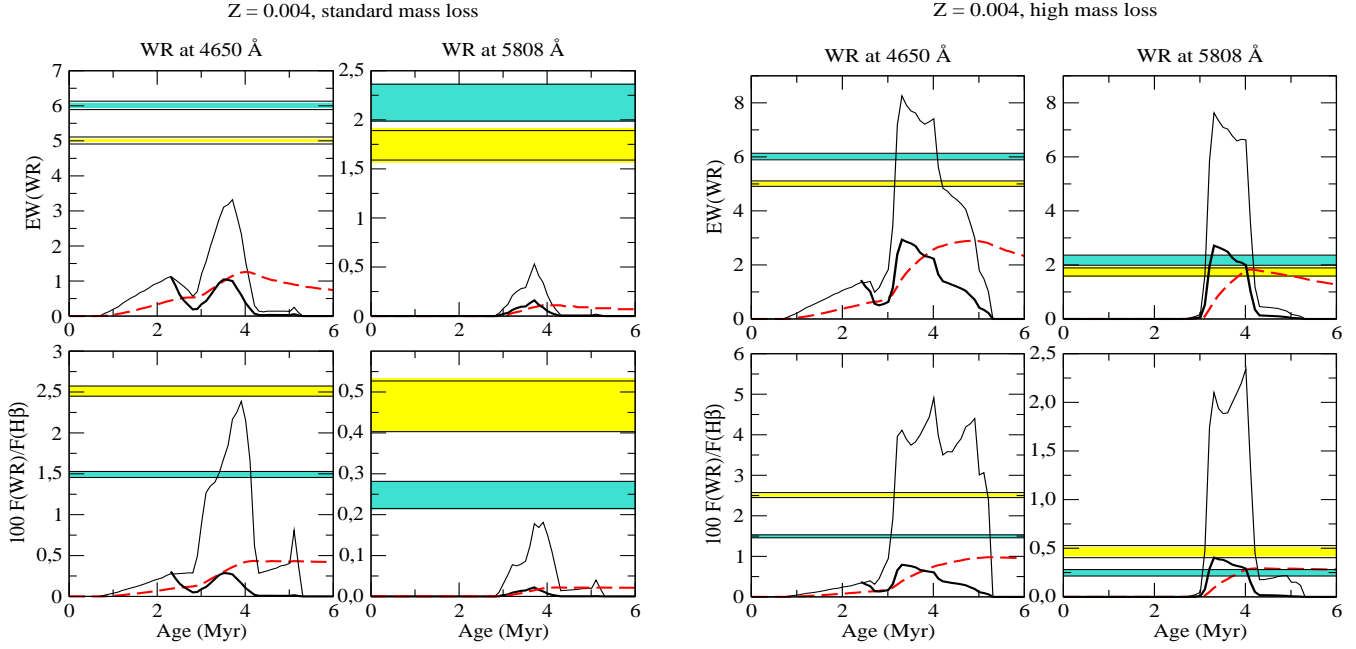 Z = 0.004, standard mass loss
Z = 0.004, high mass loss
WR at 4650 Å
WR at 5808 Å
WR at 4650 Å
WR at 5808 Å
EW(WR)
7
6
5
4
3
2
1
0
0 2 4 6
2,5
2
1,5
1
0,5
0
0 2 4 6
EW(WR)
8
6
4
2
0
0 2 4 6
8
6
4
2
0
0 2 4 6
100 F(WR)/F(Hβ)
3
2,5
2
1,5
1
0,5
0
0 2 4 6
0,5
0,4
0,3
0,2
0,1
0,0
0 2 4 6
100 F(WR)/F(Hβ)
6
5
4
3
2
1
0
0 2 4 6
2,5
2,0
1,5
1,0
0,5
0,0
0 2 4 6
Age (Myr)
Age (Myr)
Age (Myr)
Age (Myr)